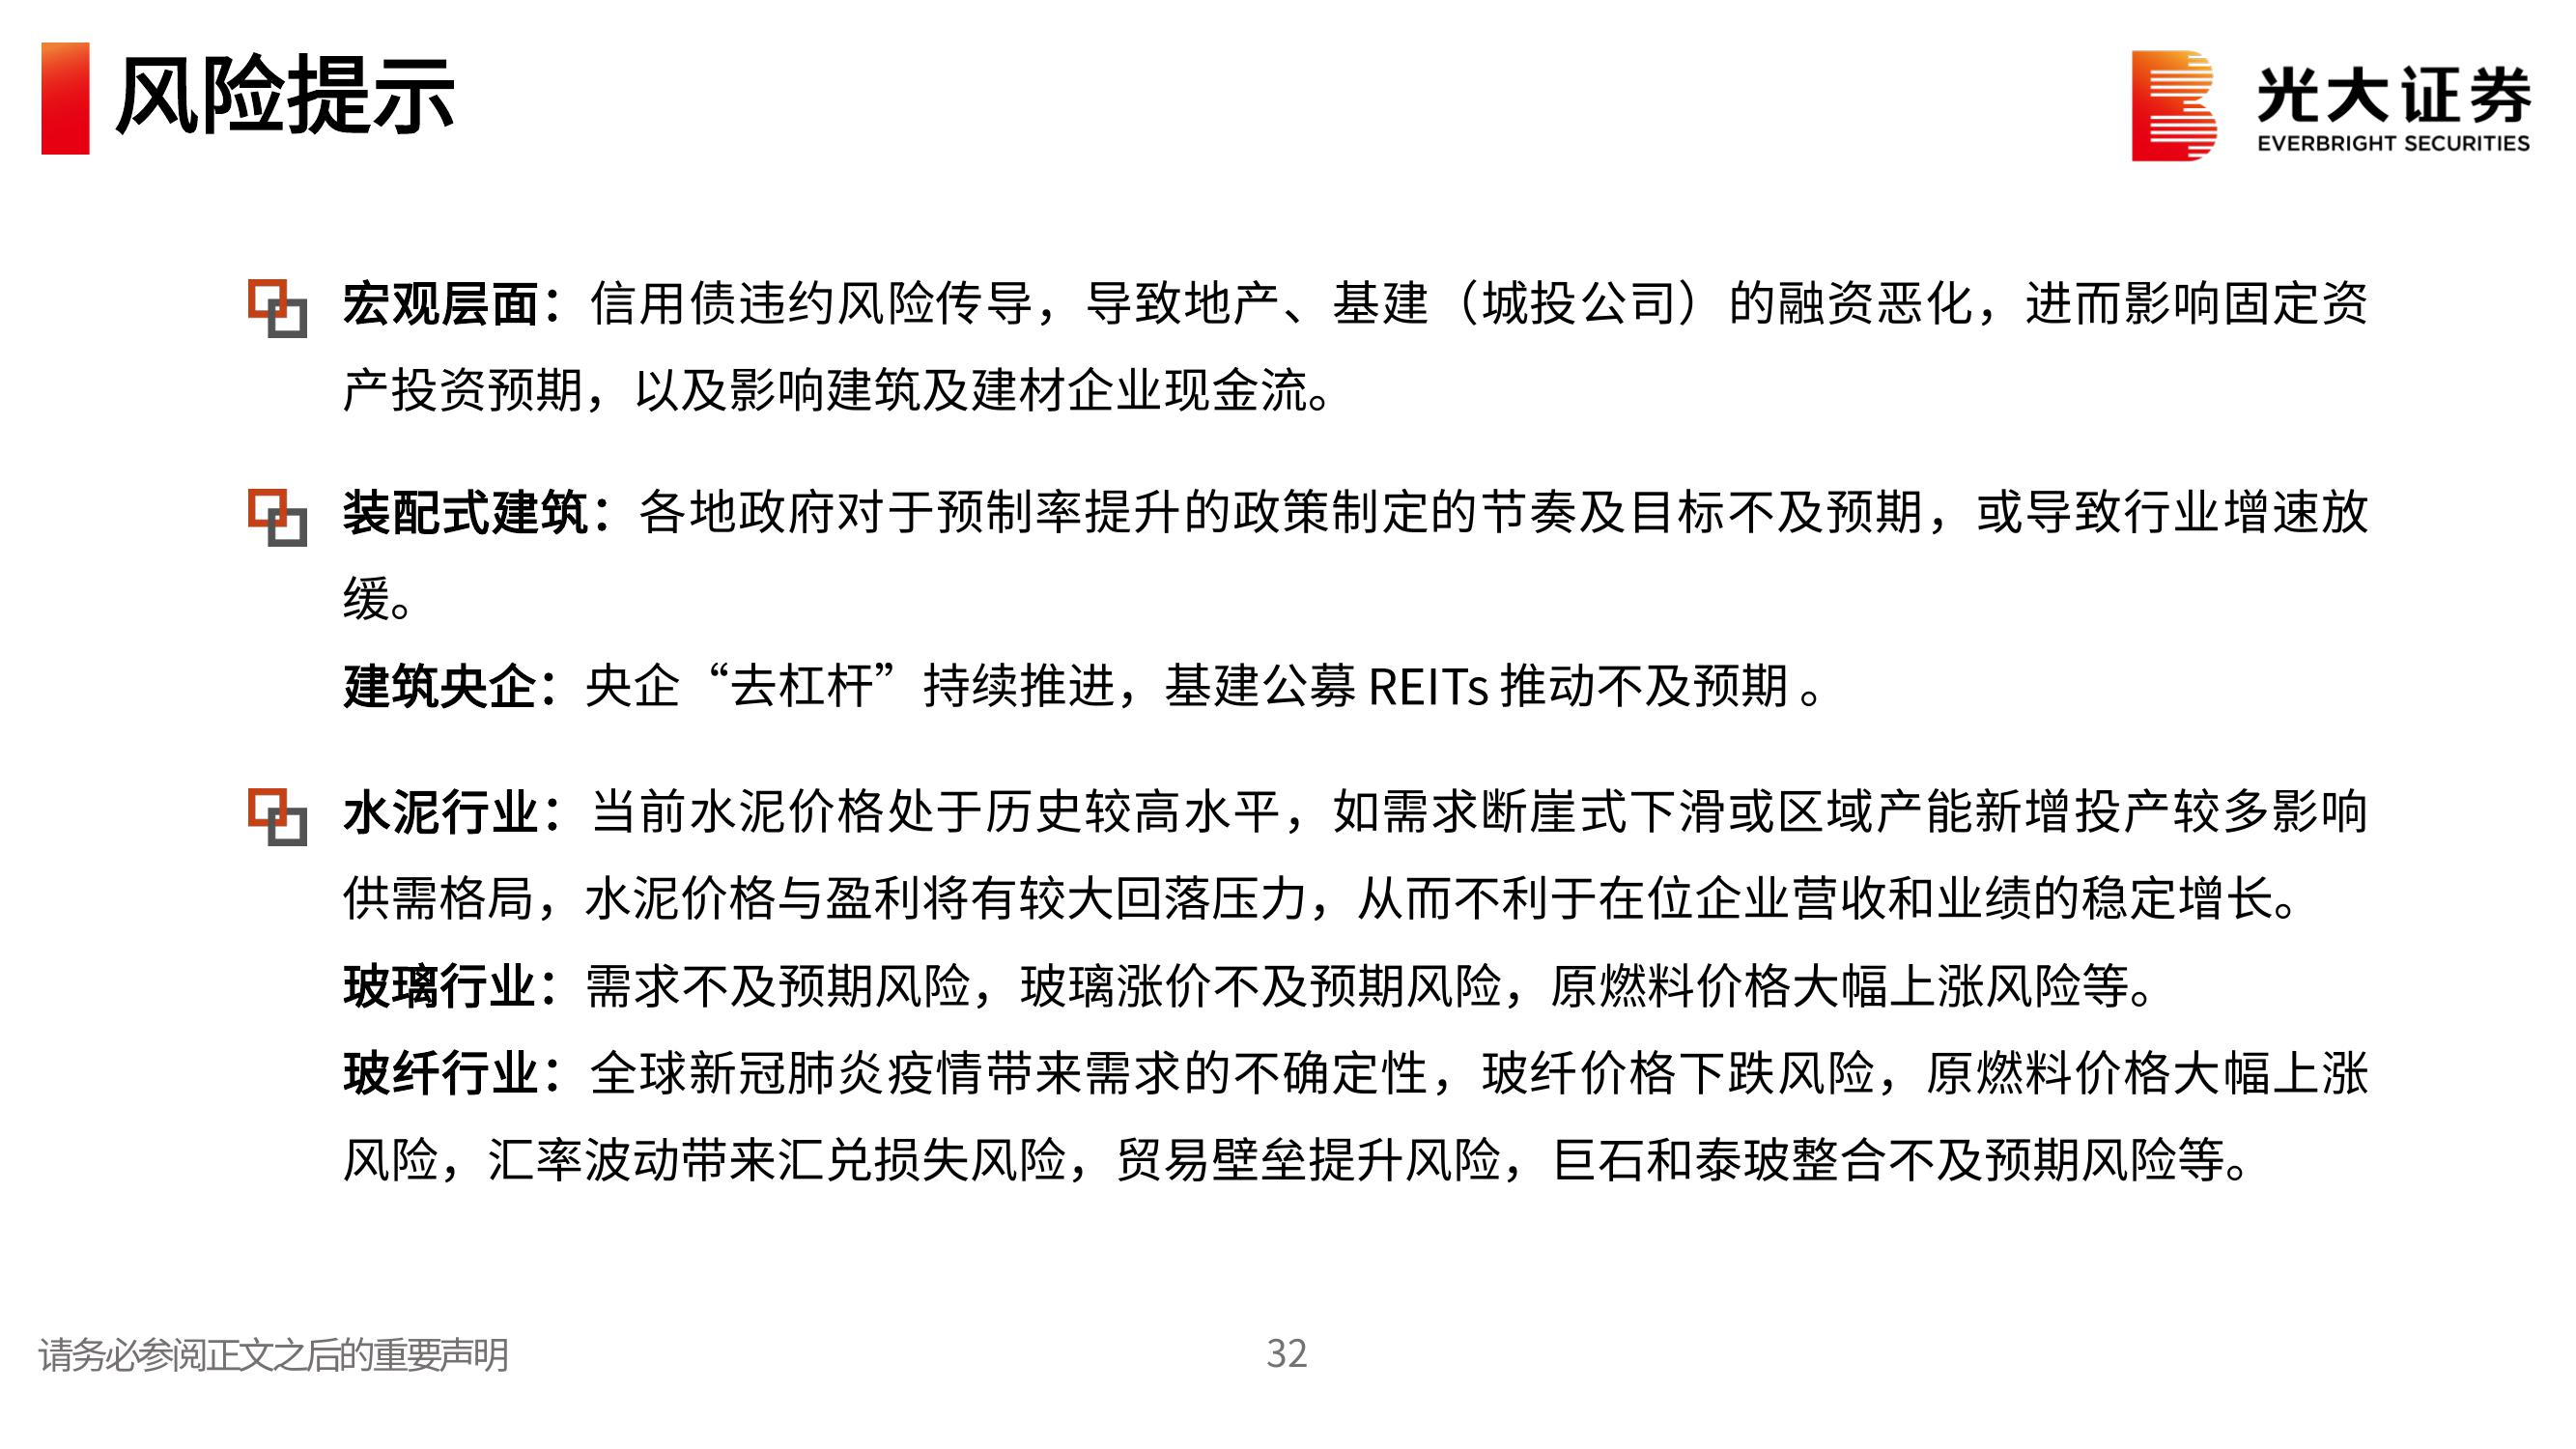 风险提示
光大证券
EVERBRIGHT SECURITIES
宏观层面：信用债违约风险传导，导致地产、基建（城投公司）的融资恶化，进而影响固定资
产投资预期，以及影响建筑及建材企业现金流。
装配式建筑：各地政府对于预制率提升的政策制定的节奏及目标不及预期，或导致行业增速放
缓。
建筑央企：央企“去杠杆”持续推进，基建公募 REITs 推动不及预期 。
水泥行业：当前水泥价格处于历史较高水平，如需求断崖式下滑或区域产能新增投产较多影响
供需格局，水泥价格与盈利将有较大回落压力，从而不利于在位企业营收和业绩的稳定增长。
玻璃行业：需求不及预期风险，玻璃涨价不及预期风险，原燃料价格大幅上涨风险等。
玻纤行业：全球新冠肺炎疫情带来需求的不确定性，玻纤价格下跌风险，原燃料价格大幅上涨
风险，汇率波动带来汇兑损失风险，贸易壁垒提升风险，巨石和泰玻整合不及预期风险等。
请务必参阅正文之后的重要声明
32